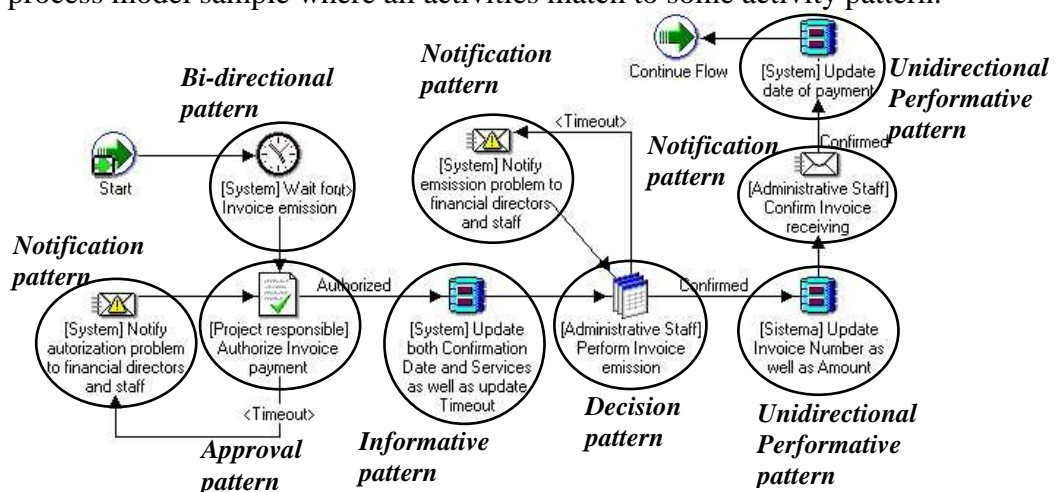 process model sample where all activities match to some activity pattern.
Notification
pattern
Bi-directional
pattern
Continue Flow
[System] Update
date of payment
Unidirectional
Performative
pattern
<Timeout>
Notification
pattern
Confirmed
Start
[System] Wait fout>
Invoice emission
[System] Notify
emsission problem to
financial directors
and staff
[Administrative Staff]
Confirm Invoice
receiving
Notification
pattern
Authorized
Confirmed
[System] Notify
autorization problem
to financial directors
and staff
[Project responsible]
Authorize Invoice
payment
[System] Update
both Confirmation
Date and Services
as well as update
Timeout
[Administrative Staff]
Perform Invoice
emission
[Sistema] Update
Invoice Number as
well as Amount
<Timeout>
Approval
pattern
Informative
pattern
Decision
pattern
Unidirectional
Performative
pattern